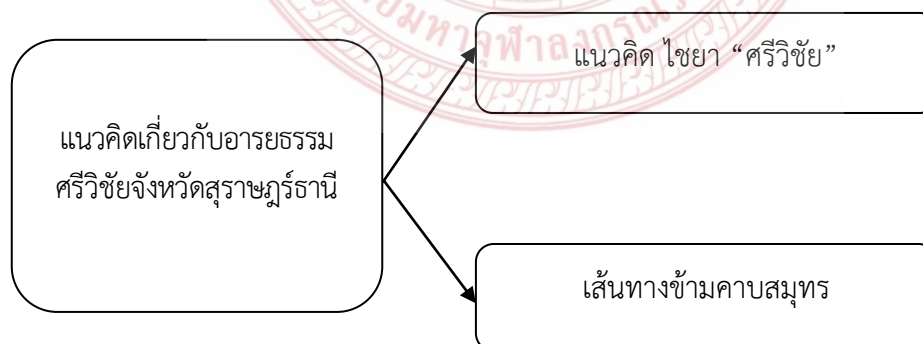 แนวคิด ไชยา “ศรีวิชัย”
แนวคิดเกี่ยวกับอารยธรรม
ศรีวิชัยจังหวัดสุราษฎร์ธานี
เส้นทางข้ามคาบสมุทร